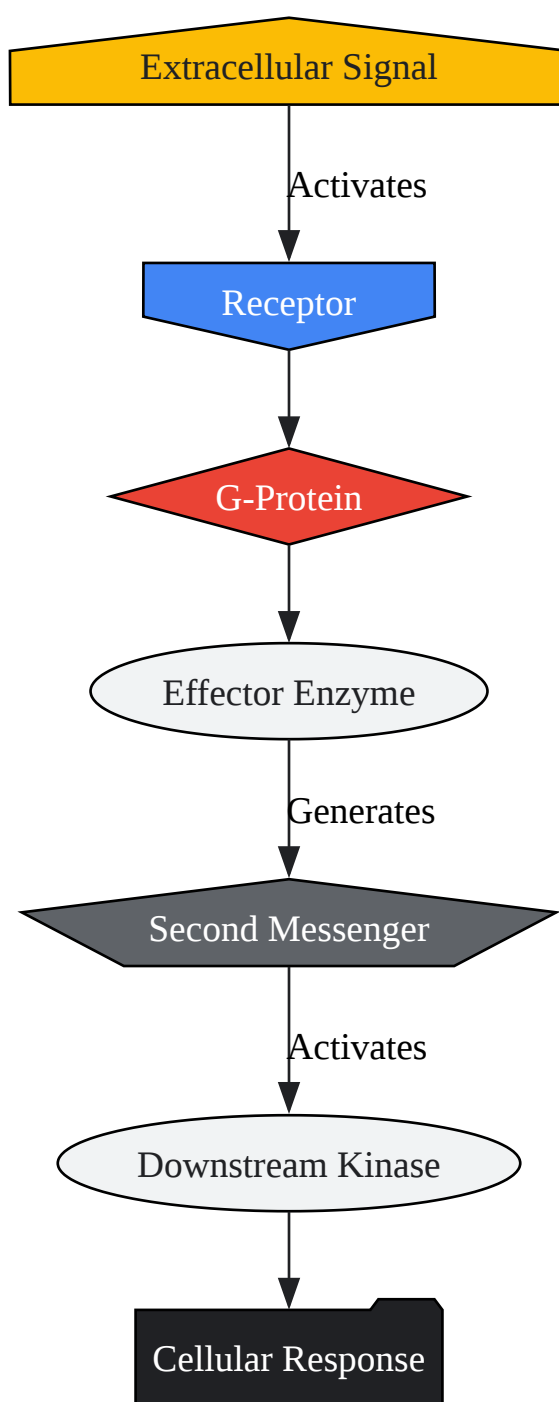 Extracellular Signal
Activates
Receptor
G-Protein
Effector Enzyme
Generates
Second Messenger
Activates
Downstream Kinase
Cellular Response